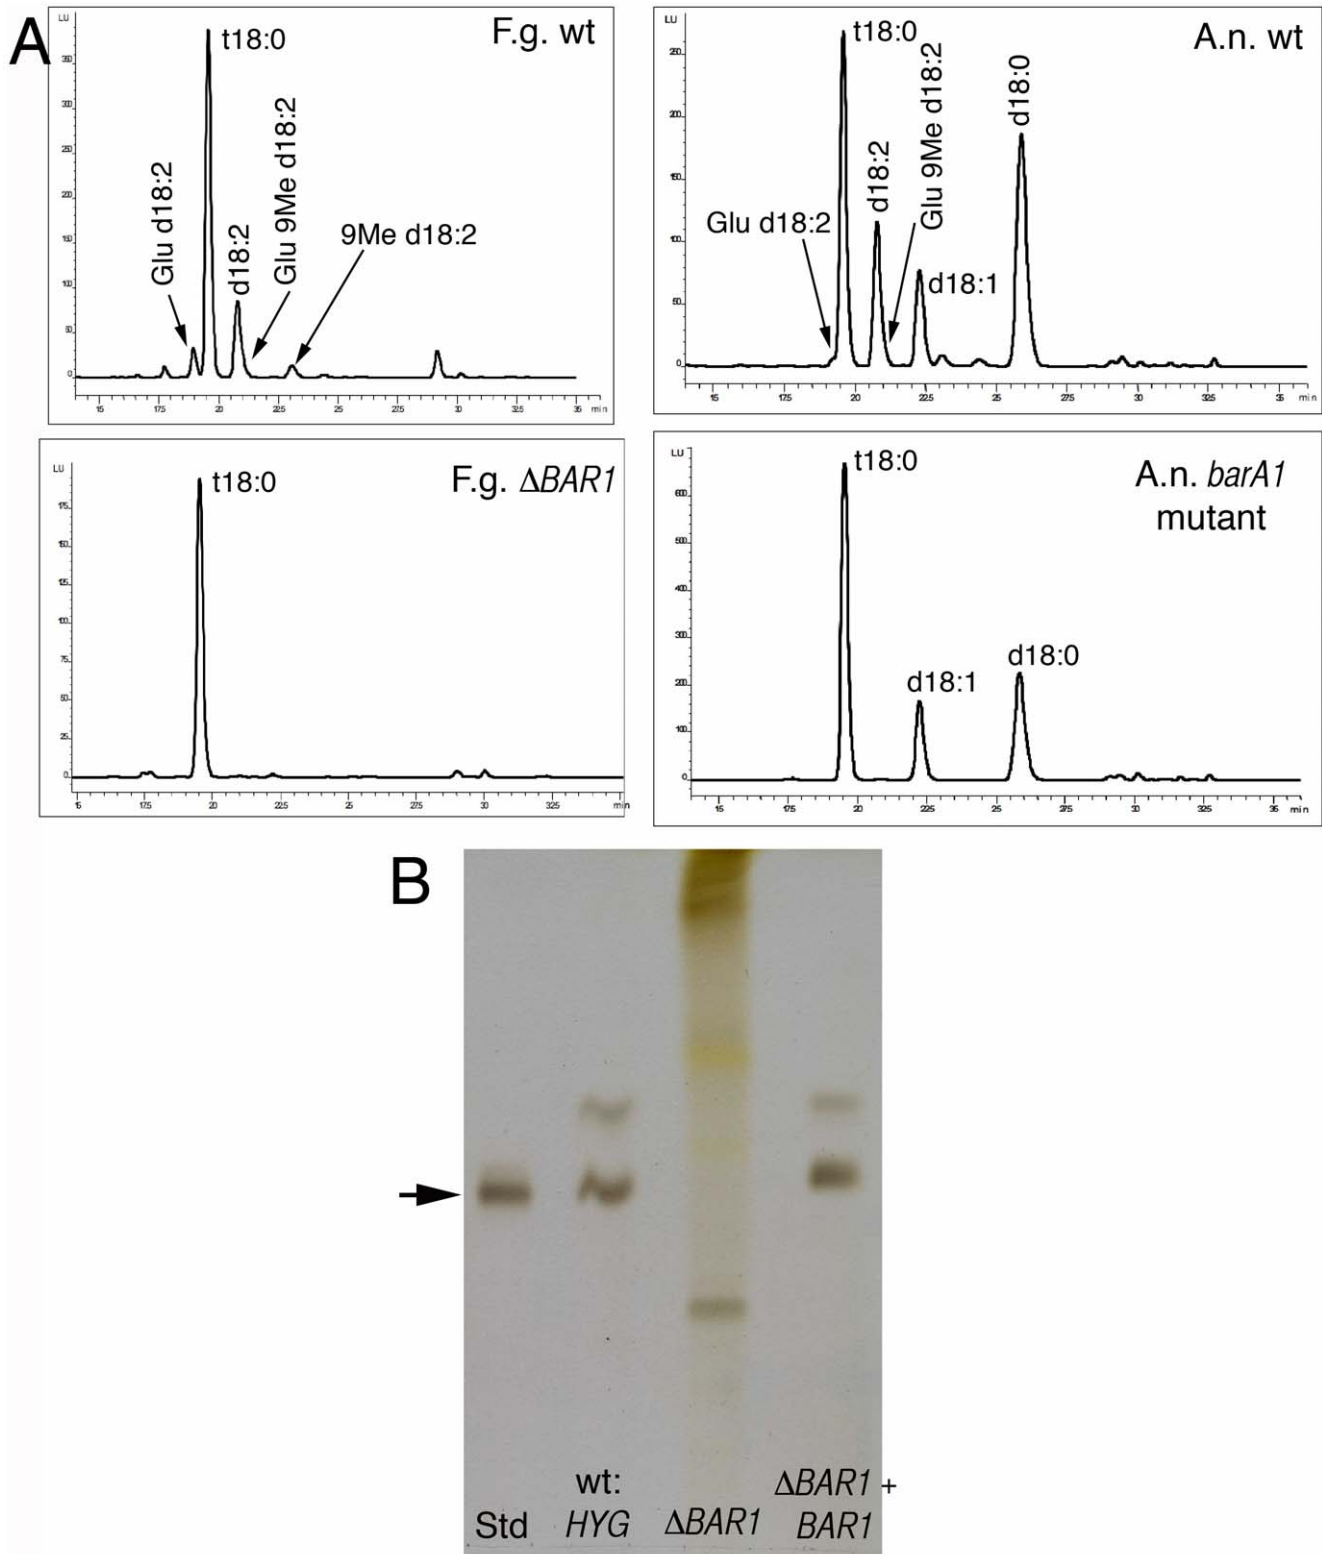 A
F.g. wt
LU
t18:0
Glu d18:2
d18:2
Glu 9Me d18:2
9Me d18:2
min
A.n. wt
LU
t18:0
Glu d18:2
d18:2
Glu 9Me d18:2
d18:1
d18:0
min
F.g. ΔBAR1
LU
t18:0
min
A.n. barA1
mutant
LU
t18:0
d18:1
d18:0
min
B
Std
wt:
HYG
ΔBAR1
ΔBAR1 +
BAR1